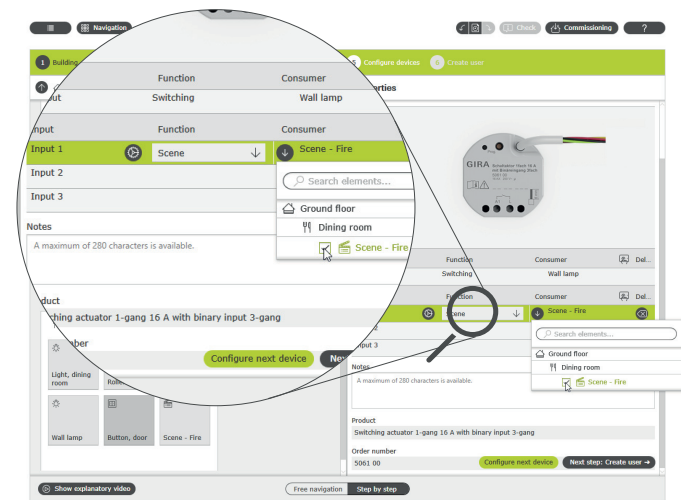 Navigation
Check
Commissioning
?
1 Building
5 Configure devices
6 Create user
Function
Consumer
Switching
Wall lamp
Input
Function
Consumer
Input 1
Scene
Scene - Fire
Input 2
Input 3
Search elements...
Ground floor
Dining room
Scene - Fire
Notes
A maximum of 280 characters is available.
16 A with binary input 3-gang
Configure next device
Light, dining
room
Wall lamp
Button, door
Scene - Fire
GIRA
Function
Consumer
Del...
Switching
Wall lamp
Function
Consumer
Del...
Scene - Fire
Search elements...
Input 3
Ground floor
Notes
Dining room
A maximum of 280 characters is available.
Scene - Fire
Product
Switching actuator 1-gang 16 A with binary input 3-gang
Order number
5061 00
Configure next device
Next step: Create user
Show explanatory video
Free navigation
Step by step